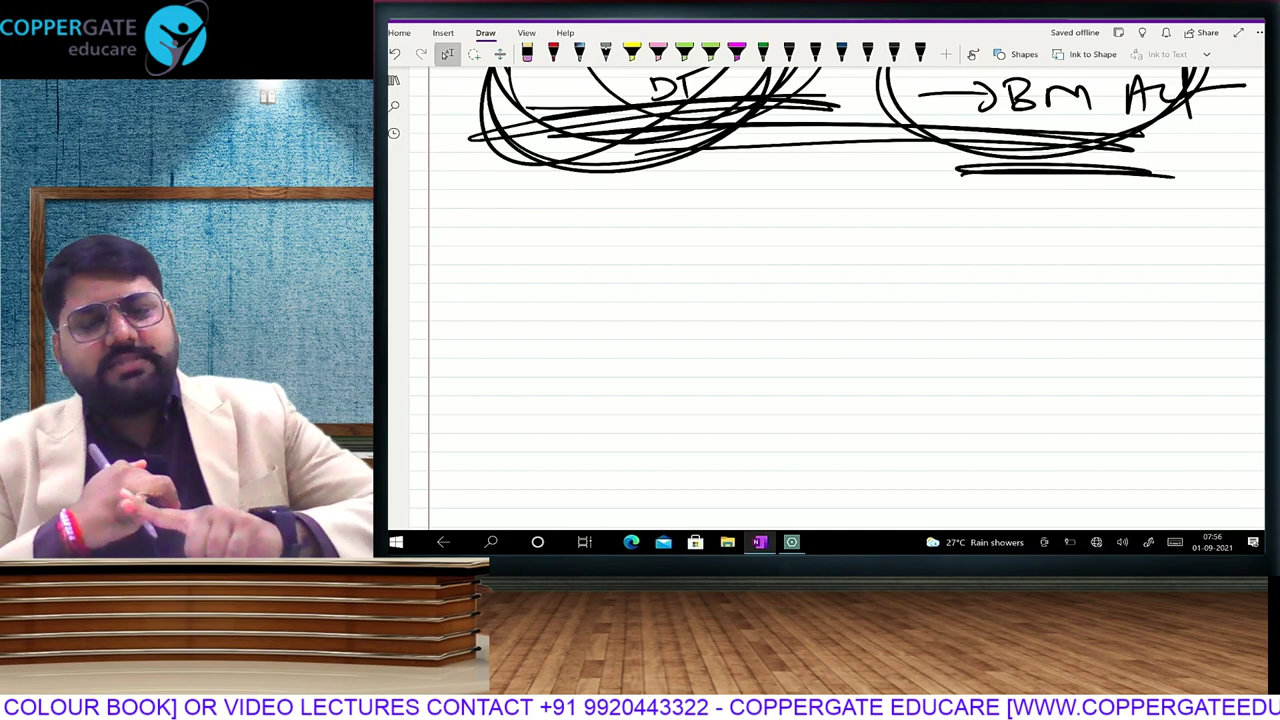 COPPERGATE
educare
Home Insert Draw View Help
Saved offline
Share
Shapes
Ink to Shape
Ink to Text
DT
BM Act
27°C Rain showers
07:56
01-09-2021
COLOUR BOOK] OR VIDEO LECTURES CONTACT +91 9920443322 - COPPERGATE EDUCARE [WWW.COPPERGATEEDU